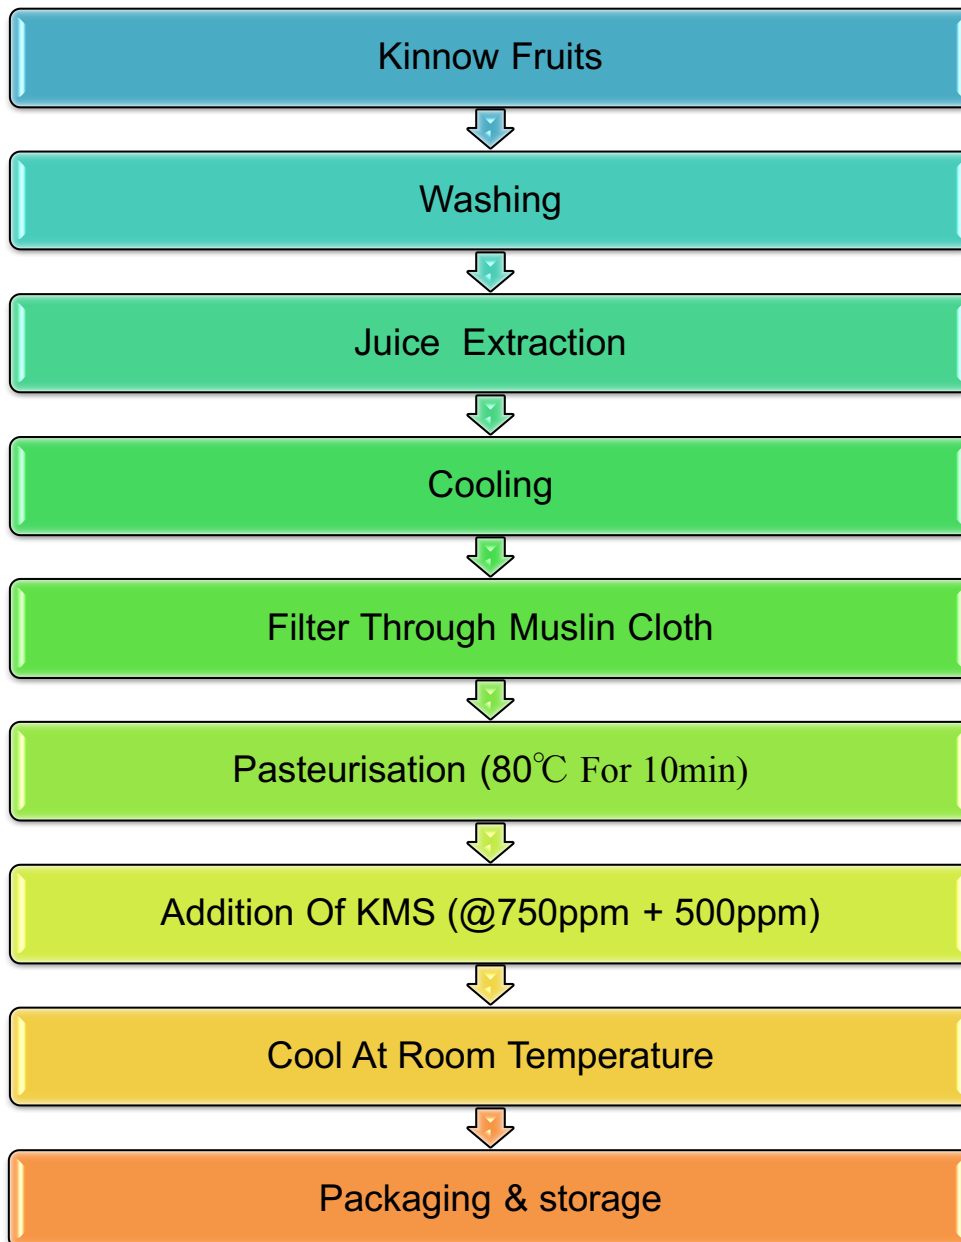 Kinnow Fruits
Washing
Juice  Extraction
Cooling
Filter Through Muslin Cloth
Pasteurisation (80℃ For 10min)
Addition Of KMS (@750ppm + 500ppm)
Cool At Room Temperature
Packaging & storage